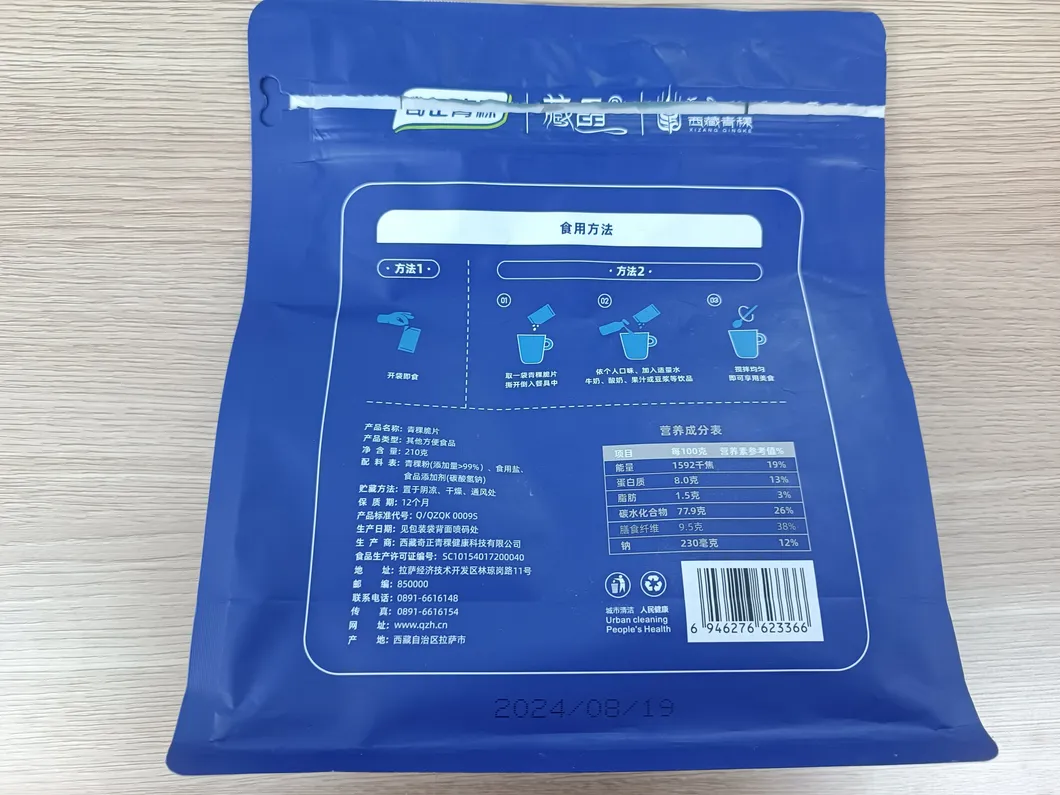 奇正青稞
藏
西藏青稞
XIZANG QINGKE
食用方法
·方法1·
·方法2·
01
02
03
开袋即食
取一袋青稞脆片
撕开倒入餐具中
依个人口味、加入适量水
牛奶、酸奶、果汁或豆浆等饮品
搅拌均匀
即可享用美食
产品名称：青稞脆片
产品类型：其他方便食品
净 含 量：210克
配 料 表：青稞粉(添加量>99%）、食用盐、
食品添加剂(碳酸氢钠)
贮藏方法：置于阴凉、干燥、通风处
保 质 期：12个月
产品标准代号：Q/QZQK 0009S
生产日期：见包装袋背面喷码处
生 产 商：西藏奇正青稞健康科技有限公司
食品生产许可证编号：SC10154017200040
地 址：拉萨经济技术开发区林琼岗路11号
邮 编：850000
联系电话：0891-6616148
传 真：0891-6616154
网 址：www.qzh.cn
产 地：西藏自治区拉萨市
营养成分表
项目 每100克 营养素参考值%
能量 1592千焦 19%
蛋白质 8.0克 13%
脂肪 1.5克 3%
碳水化合物 77.9克 26%
膳食纤维 9.5克 38%
钠 230毫克 12%
城市清洁 人民健康
Urban cleaning
People's Health
6 946276 623366
2024/08/19